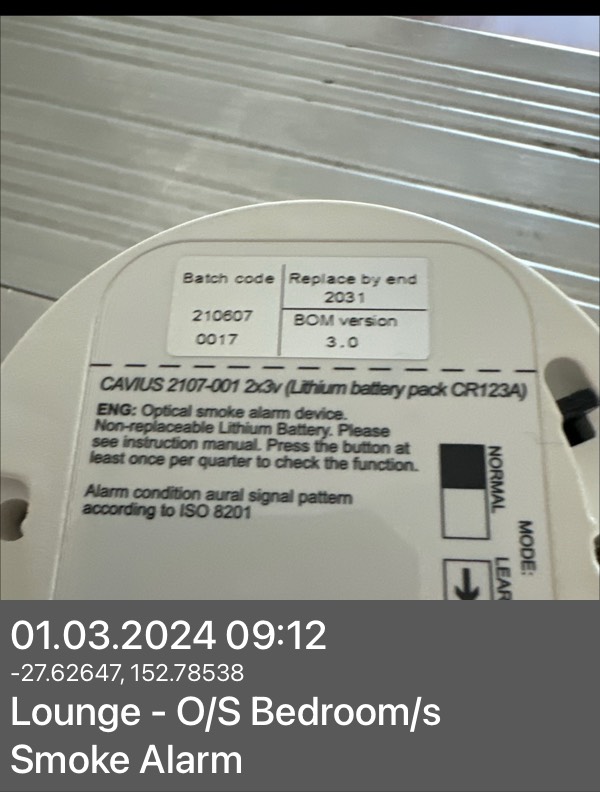 Batch code
210607
0017
Replace by end
2031
BOM version
3.0
CAVIUS 2107-001 2x3v (Lithium battery pack CR123A)
ENG: Optical smoke alarm device.
Non-replaceable Lithium Battery. Please
see instruction manual. Press the button at
least once per quarter to check the function.
Alarm condition aural signal pattern
according to ISO 8201
NORMAL
MODE:
LEAR
01.03.2024 09:12
-27.62647, 152.78538
Lounge - O/S Bedroom/s
Smoke Alarm